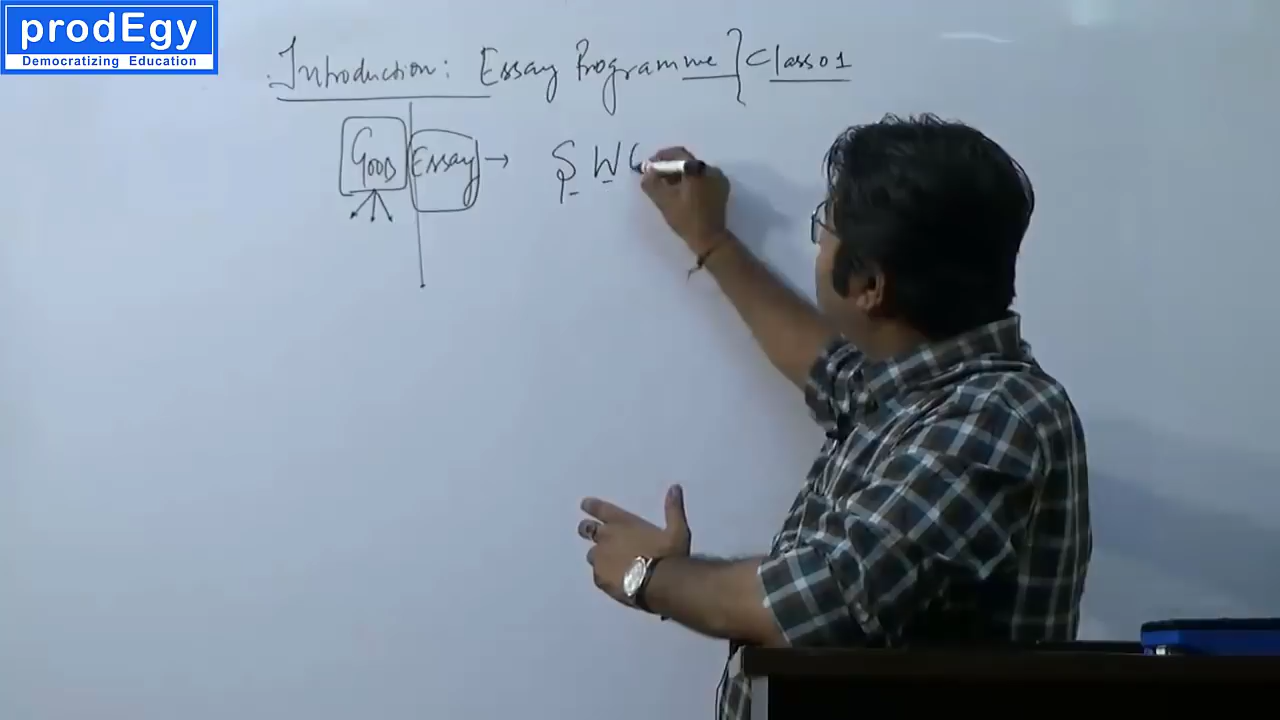 prodEgy
Democratizing Education
Introduction: Essay Programme } Class 01
Good Essay → S W